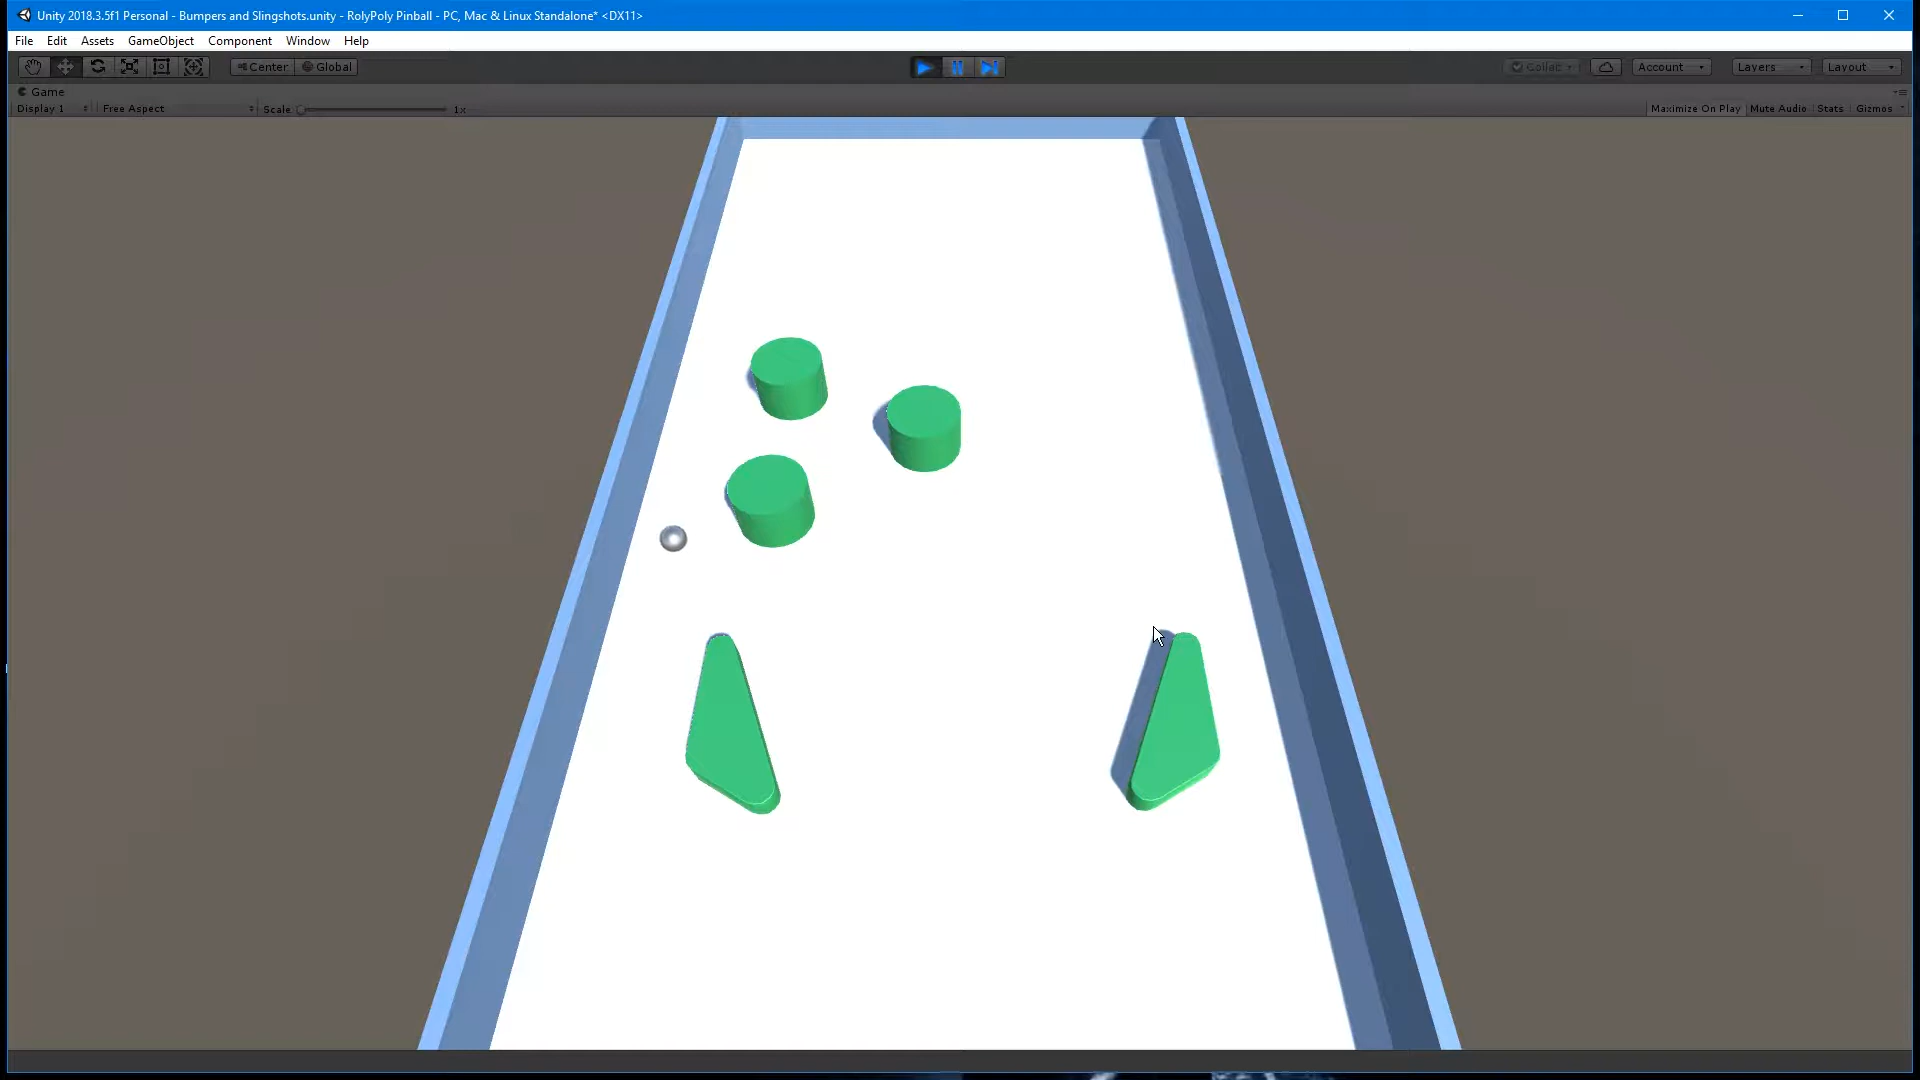 Unity 2018.3.5f1 Personal - Bumpers and Slingshots.unity - RolyPoly Pinball - PC, Mac & Linux Standalone* <DX11>
File Edit Assets GameObject Component Window Help
Center Global Collab Account Layers Layout
Game
Display 1 Free Aspect Scale 1x Maximize On Play Mute Audio Stats Gizmos